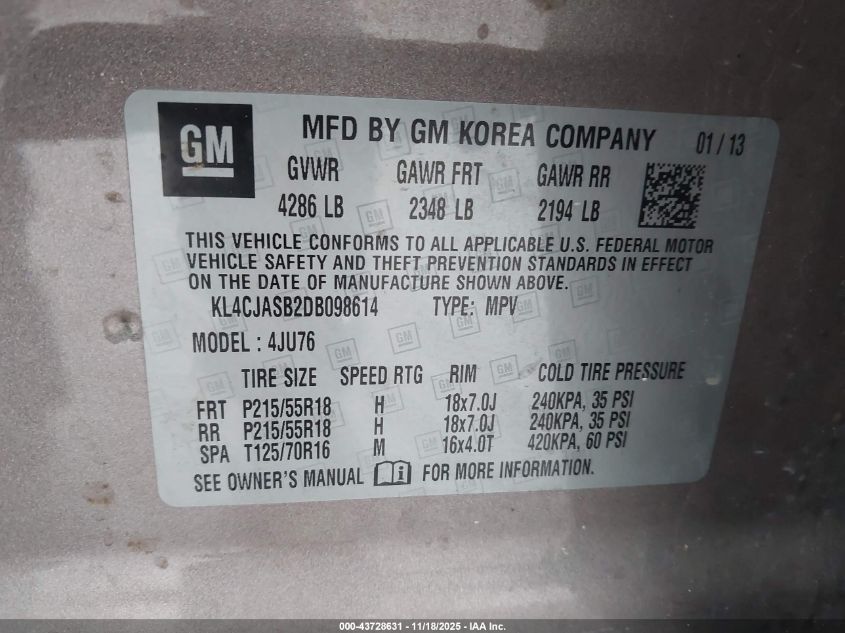 GM
MFD BY GM KOREA COMPANY 01/13
GVWR GAWR FRT GAWR RR
4286 LB 2348 LB 2194 LB
THIS VEHICLE CONFORMS TO ALL APPLICABLE U.S. FEDERAL MOTOR
VEHICLE SAFETY AND THEFT PREVENTION STANDARDS IN EFFECT
ON THE DATE OF MANUFACTURE SHOWN ABOVE.
KL4CJASB2DB098614 TYPE: MPV
MODEL : 4JU76
TIRE SIZE SPEED RTG RIM COLD TIRE PRESSURE
FRT P215/55R18 H 18x7.0J 240KPA, 35 PSI
RR P215/55R18 H 18x7.0J 240KPA, 35 PSI
SPA T125/70R16 M 16x4.0T 420KPA, 60 PSI
SEE OWNER'S MANUAL FOR MORE INFORMATION.
000-43728631 - 11/18/2025 - IAA Inc.